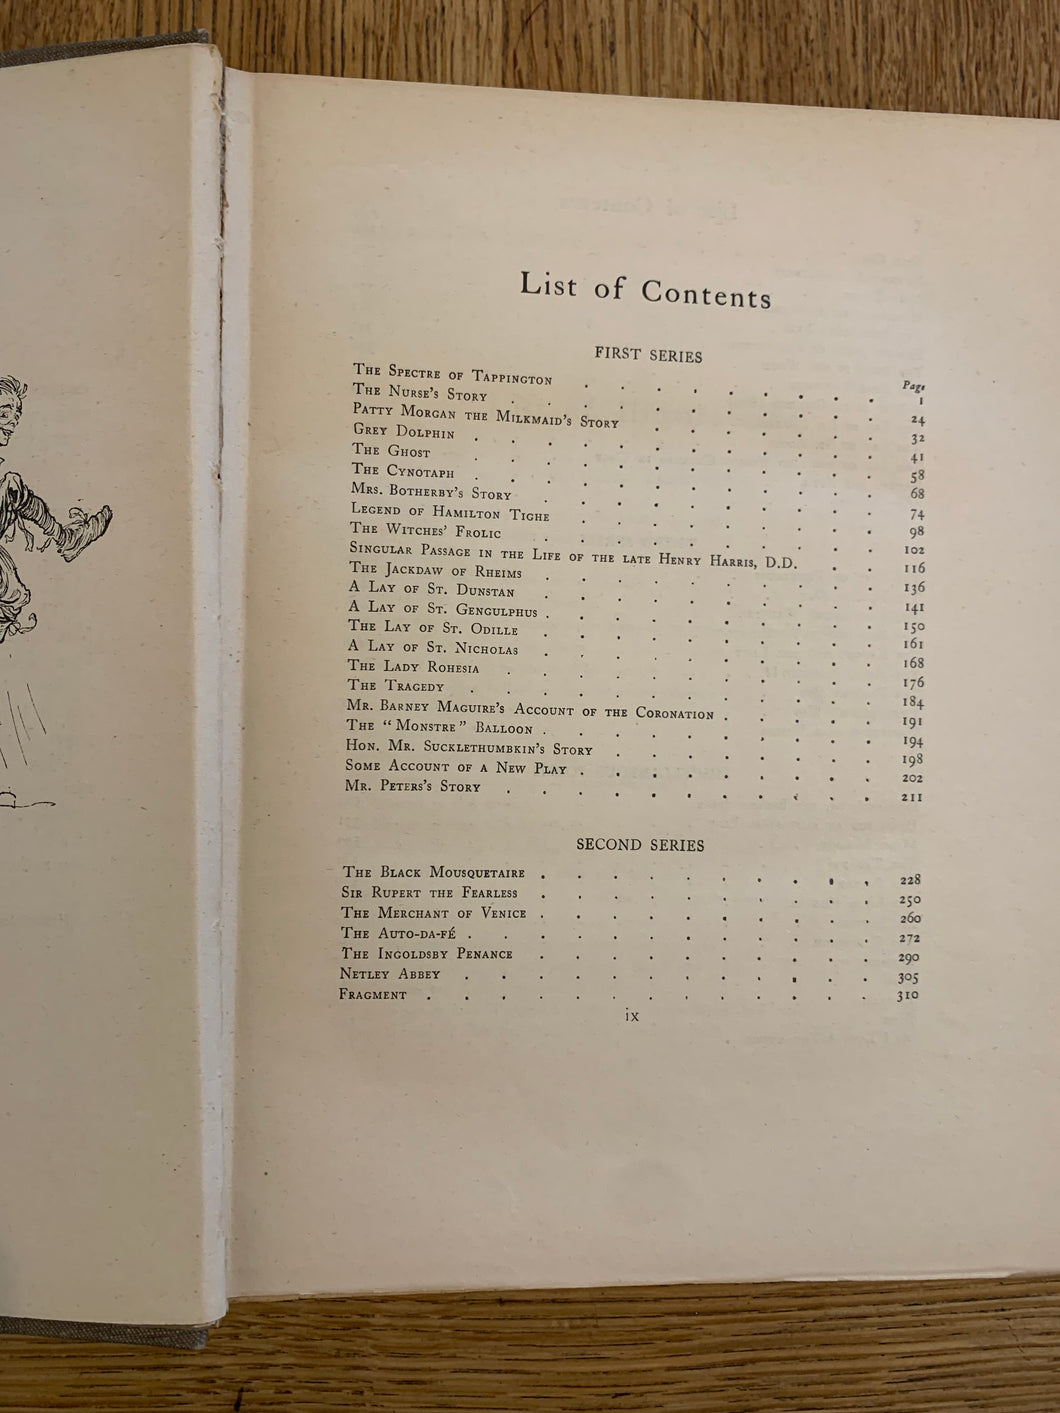 List of Contents
FIRST SERIES
Page
The Spectre of Tappington . . . . . . . . . 1
The Nurse's Story . . . . . . . . . . . 24
Patty Morgan the Milkmaid's Story . . . . . . . 32
Grey Dolphin . . . . . . . . . . . . 41
The Ghost . . . . . . . . . . . . 58
The Cynotaph . . . . . . . . . . . . 68
Mrs. Botherby's Story . . . . . . . . . . 74
Legend of Hamilton Tighe . . . . . . . . . 98
The Witches' Frolic . . . . . . . . . . 102
Singular Passage in the Life of the late Henry Harris, D.D. . . 116
The Jackdaw of Rheims . . . . . . . . . . 136
A Lay of St. Dunstan . . . . . . . . . . 141
A Lay of St. Gengulphus . . . . . . . . . . 150
The Lay of St. Odille . . . . . . . . . . 161
A Lay of St. Nicholas . . . . . . . . . . 168
The Lady Rohesia . . . . . . . . . . . 176
The Tragedy . . . . . . . . . . . . 184
Mr. Barney Maguire's Account of the Coronation . . . . . 191
The “Monstre” Balloon . . . . . . . . . . 194
Hon. Mr. Sucklethumbkin's Story . . . . . . . . 198
Some Account of a New Play . . . . . . . . . 202
Mr. Peters's Story . . . . . . . . . . . 211
SECOND SERIES
The Black Mousquetaire . . . . . . . . . . 228
Sir Rupert the Fearless . . . . . . . . . . 250
The Merchant of Venice . . . . . . . . . . 260
The Auto-da-fé . . . . . . . . . . . . 272
The Ingoldsby Penance . . . . . . . . . . 290
Netley Abbey . . . . . . . . . . . . 305
Fragment . . . . . . . . . . . . . 310
ix